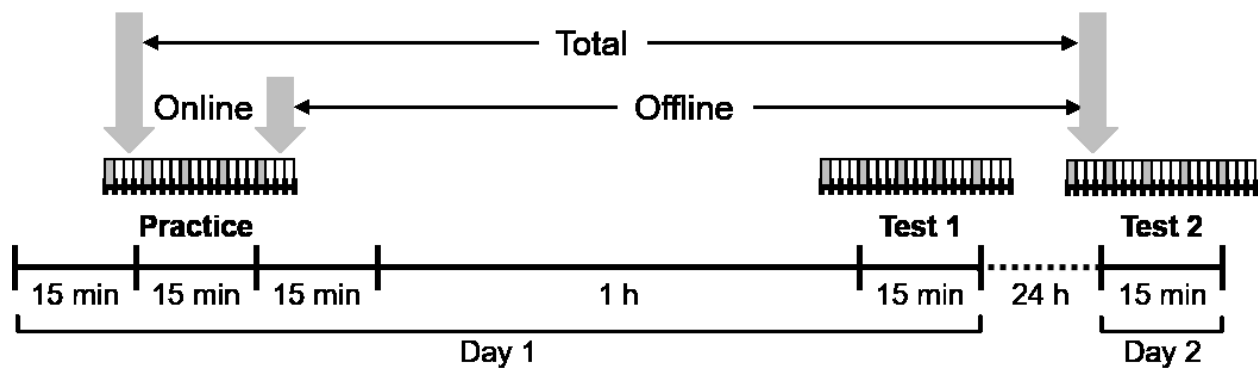 Total
Online Offline
Practice Test 1 Test 2
15 min 15 min 15 min 1 h 15 min 24 h 15 min
Day 1 Day 2